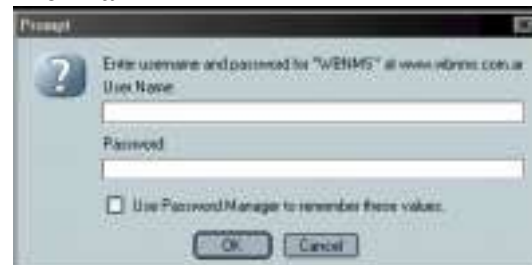 Prompt
Enter username and password for "WBNMS" at www.wbnms.com.ar
User Name:
Password:
Use Password Manager to remember these values.
OK Cancel